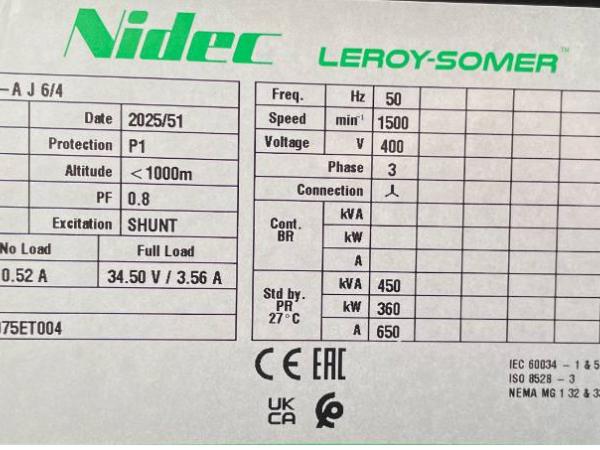 Nidec LEROY-SOMER™
-A J 6/4
Date 2025/51
Protection P1
Altitude <1000m
PF 0.8
Excitation SHUNT
No Load Full Load
0.52 A 34.50 V / 3.56 A
75ET004
Freq. Hz 50
Speed min-1 1500
Voltage V 400
Phase 3
Connection
Cont. BR kVA
kW
A
Std by. PR 27°C kVA 450
kW 360
A 650
CE EAC
UK CA
IEC 60034 - 1 & 5
ISO 8528 - 3
NEMA MG 1 32 & 33